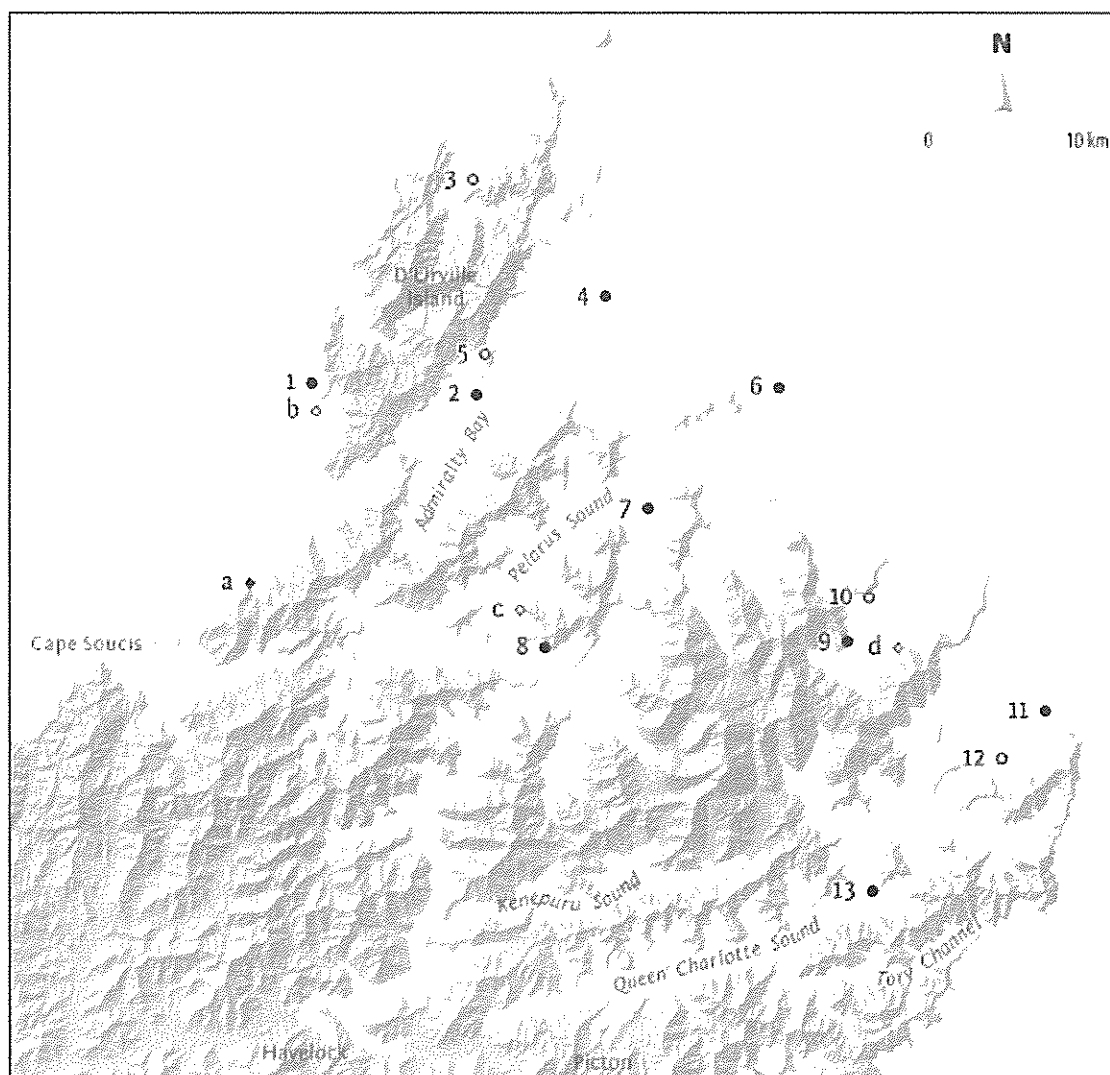 N
0 10 km
3
D'Urville
Island
4
5
1
2
6
b
Admiralty Bay
7
Pelorus Sound
a
c
10
Cape Soucis
8
9
d
11
12
Kenepuru Sound
13
Queen Charlotte Sound
Tory Channel
Havelock
Picton